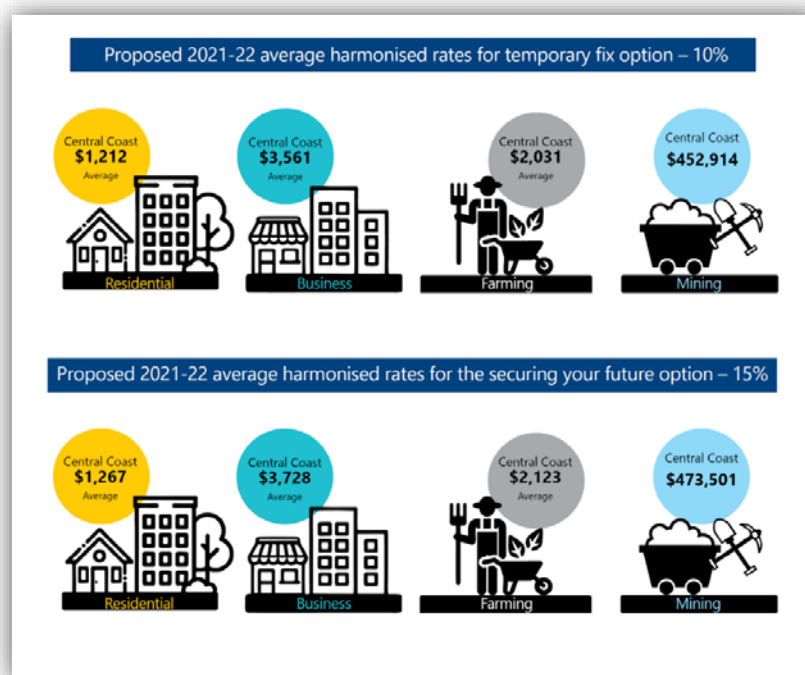 Proposed 2021-22 average harmonised rates for temporary fix option – 10%
Central Coast
$1,212
Average
Residential
Central Coast
$3,561
Average
Business
Central Coast
$2,031
Average
Farming
Central Coast
$452,914
Mining
Proposed 2021-22 average harmonised rates for the securing your future option – 15%
Central Coast
$1,267
Average
Residential
Central Coast
$3,728
Average
Business
Central Coast
$2,123
Average
Farming
Central Coast
$473,501
Mining